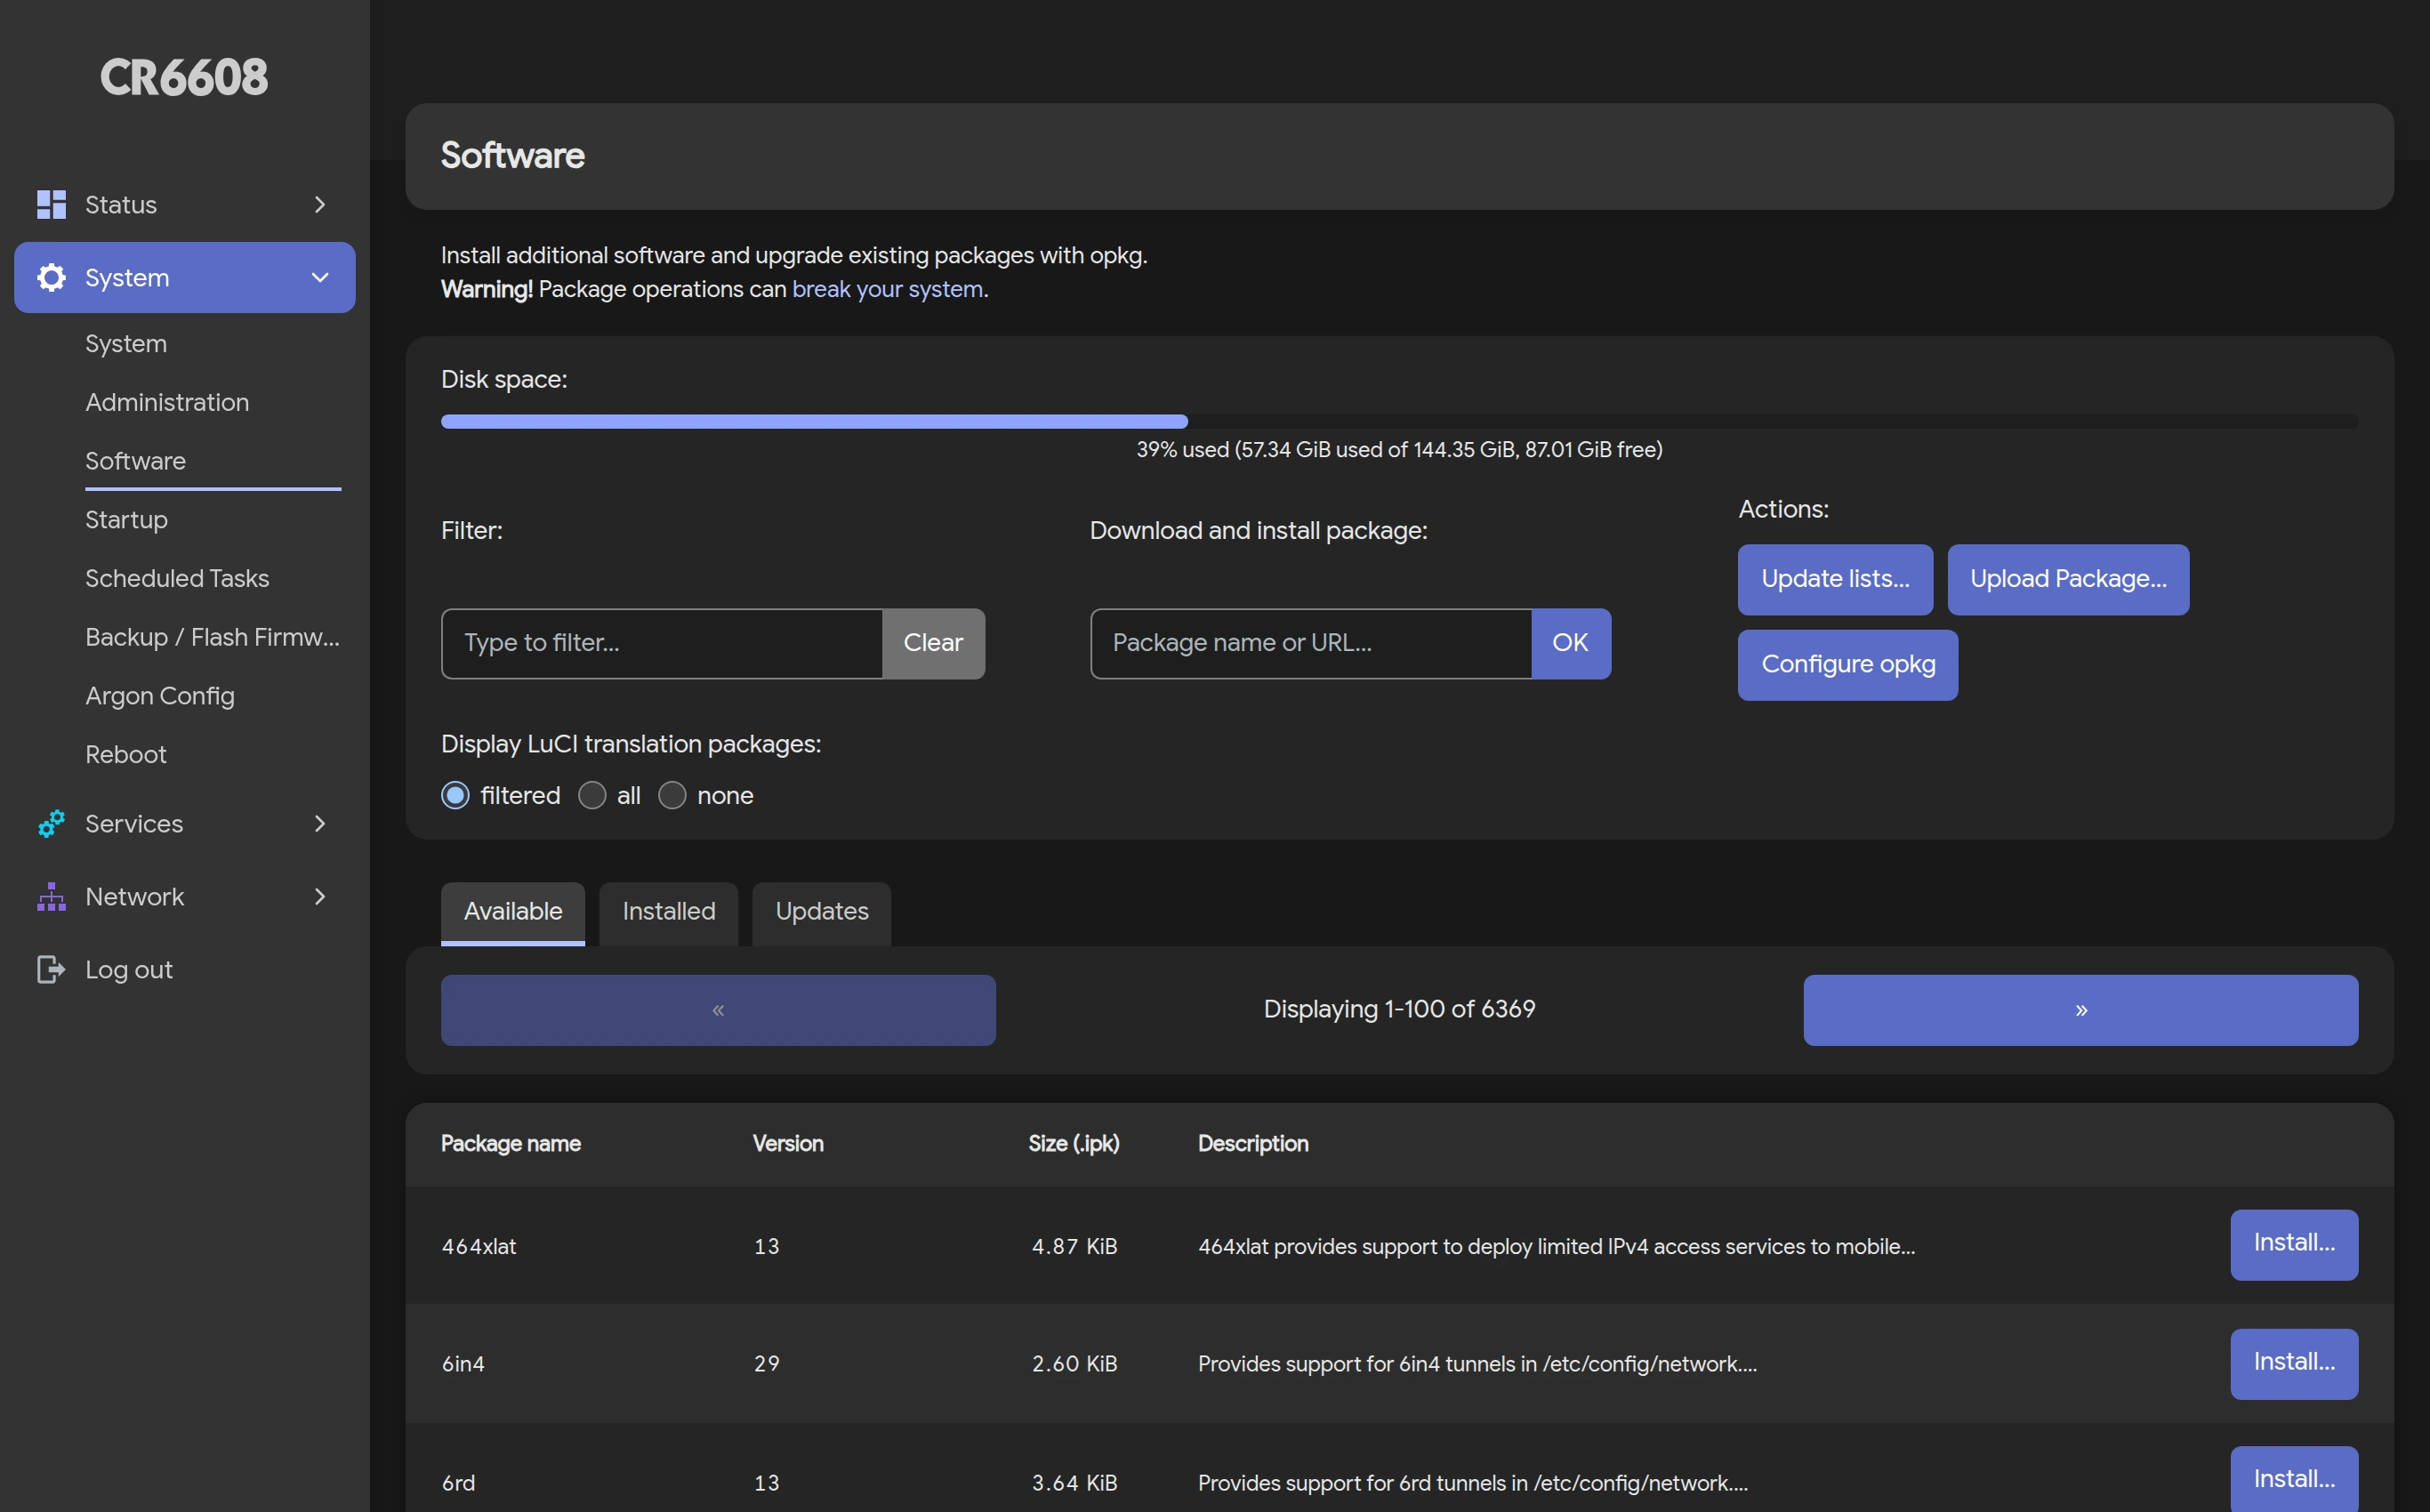 CR6608
Status
System
System
Administration
Software
Startup
Scheduled Tasks
Backup / Flash Firmw...
Argon Config
Reboot
Services
Network
Log out
Software
Install additional software and upgrade existing packages with opkg.
Warning! Package operations can break your system.
Disk space:
39% used (57.34 GiB used of 144.35 GiB, 87.01 GiB free)
Filter:
Type to filter...
Clear
Download and install package:
Package name or URL...
OK
Actions:
Update lists...
Upload Package...
Configure opkg
Display LuCI translation packages:
filtered all none
Available Installed Updates
« Displaying 1-100 of 6369 »
Package name Version Size (.ipk) Description
464xlat 13 4.87 KiB 464xlat provides support to deploy limited IPv4 access services to mobile... Install...
6in4 29 2.60 KiB Provides support for 6in4 tunnels in /etc/config/network.... Install...
6rd 13 3.64 KiB Provides support for 6rd tunnels in /etc/config/network.... Install...